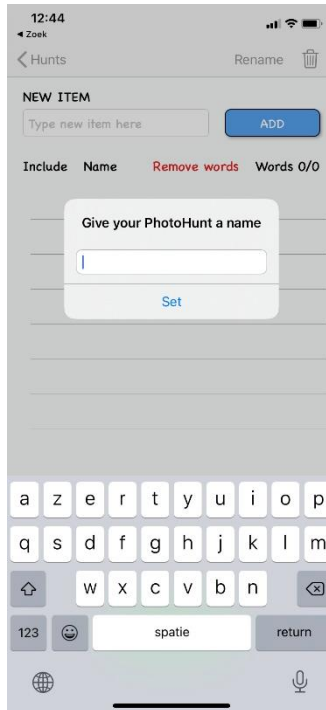 12:44
◀ Zoek
Hunts Rename
NEW ITEM
Type new item here ADD
Include Name Remove words Words 0/0
Give your PhotoHunt a name
Set
a z e r t y u i o p
q s d f g h j k l m
w x c v b n
123 spatie return